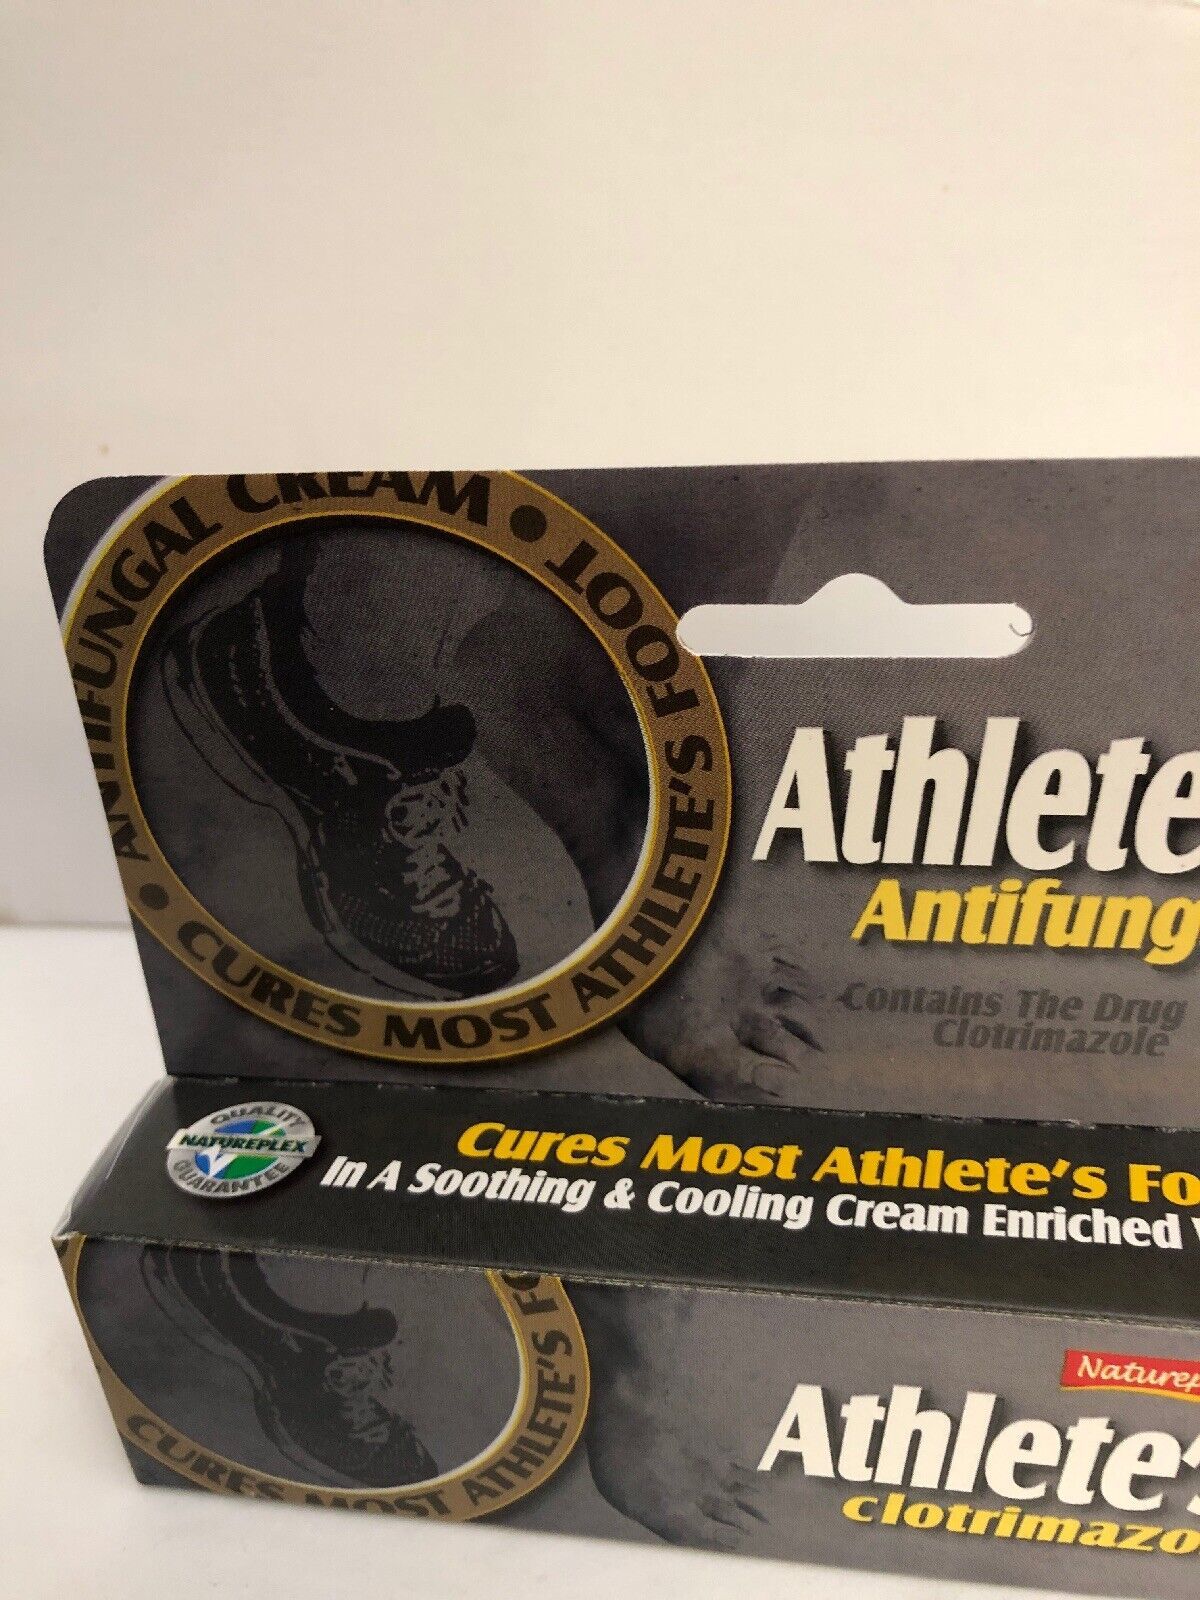 ANTIFUNGAL CREAM • CURES MOST ATHLETE'S FOOT •
Athlete
Antifung
Contains The Drug
Clotrimazole
QUALITY
NATUREPLEX
GUARANTEE
Cures Most Athlete's Fo
In A Soothing & Cooling Cream Enriched
CURES MOST ATHLETE'S FO
Naturep
Athlete's
clotrimazo